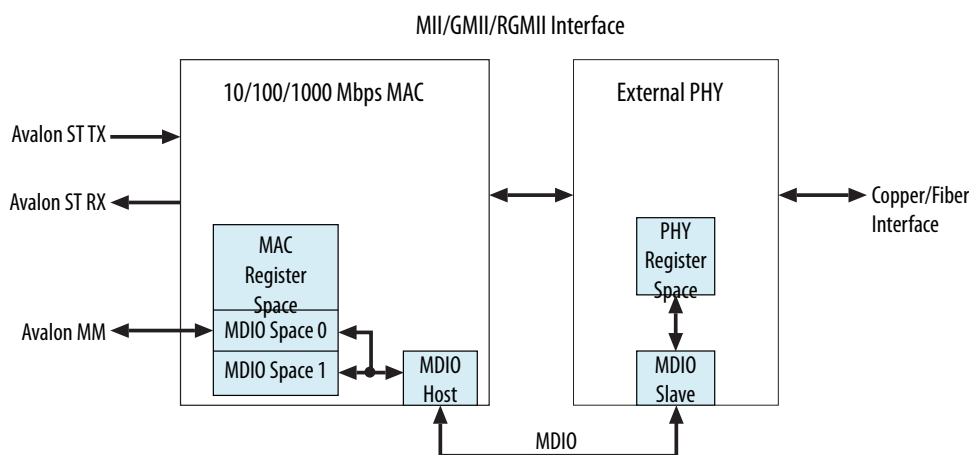 MII/GMII/RGMII Interface
10/100/1000 Mbps MAC
External PHY
Avalon ST TX
Avalon ST RX
Copper/Fiber
Interface
MAC
Register
Space
PHY
Register
Space
Avalon MM
MDIO Space 0
MDIO Space 1
MDIO
Host
MDIO
Slave
MDIO